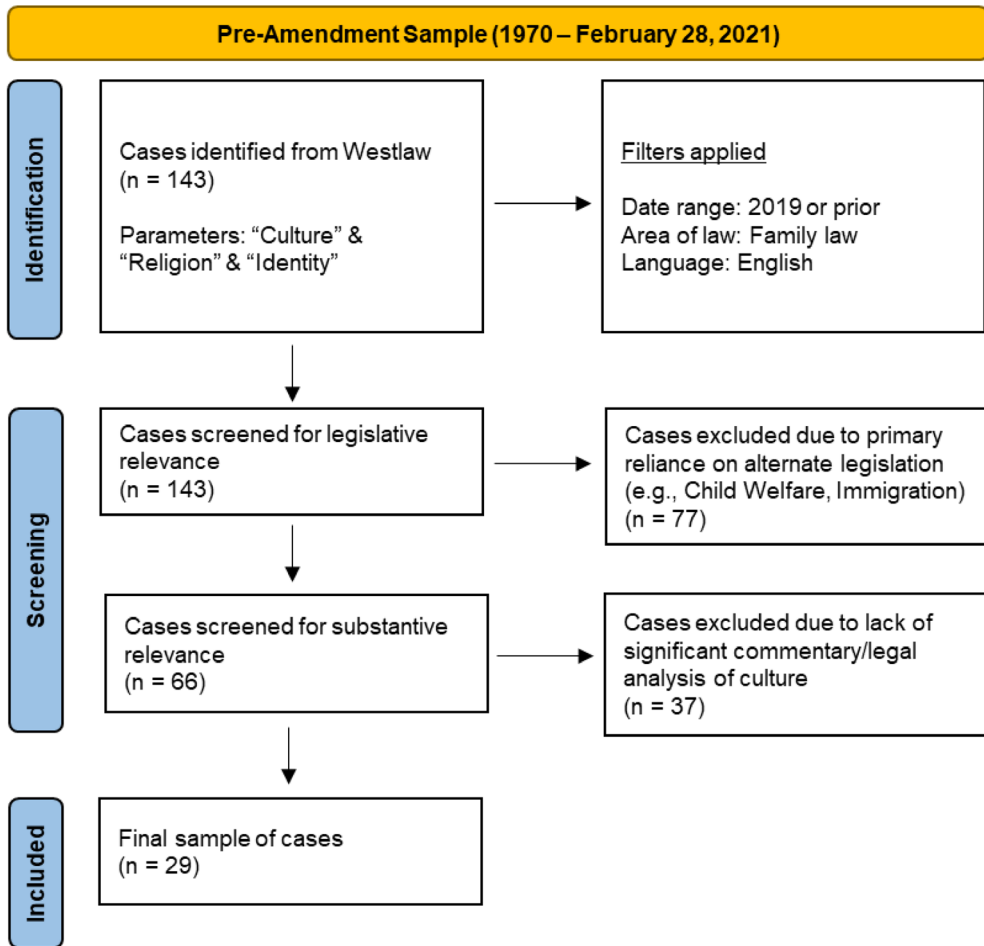 Pre-Amendment Sample (1970 – February 28, 2021)
Identification
Cases identified from Westlaw
(n = 143)
Parameters: “Culture” &
“Religion” & “Identity”
Filters applied
Date range: 2019 or prior
Area of law: Family law
Language: English
Screening
Cases screened for legislative
relevance
(n = 143)
Cases excluded due to primary
reliance on alternate legislation
(e.g., Child Welfare, Immigration)
(n = 77)
Cases screened for substantive
relevance
(n = 66)
Cases excluded due to lack of
significant commentary/legal
analysis of culture
(n = 37)
Included
Final sample of cases
(n = 29)